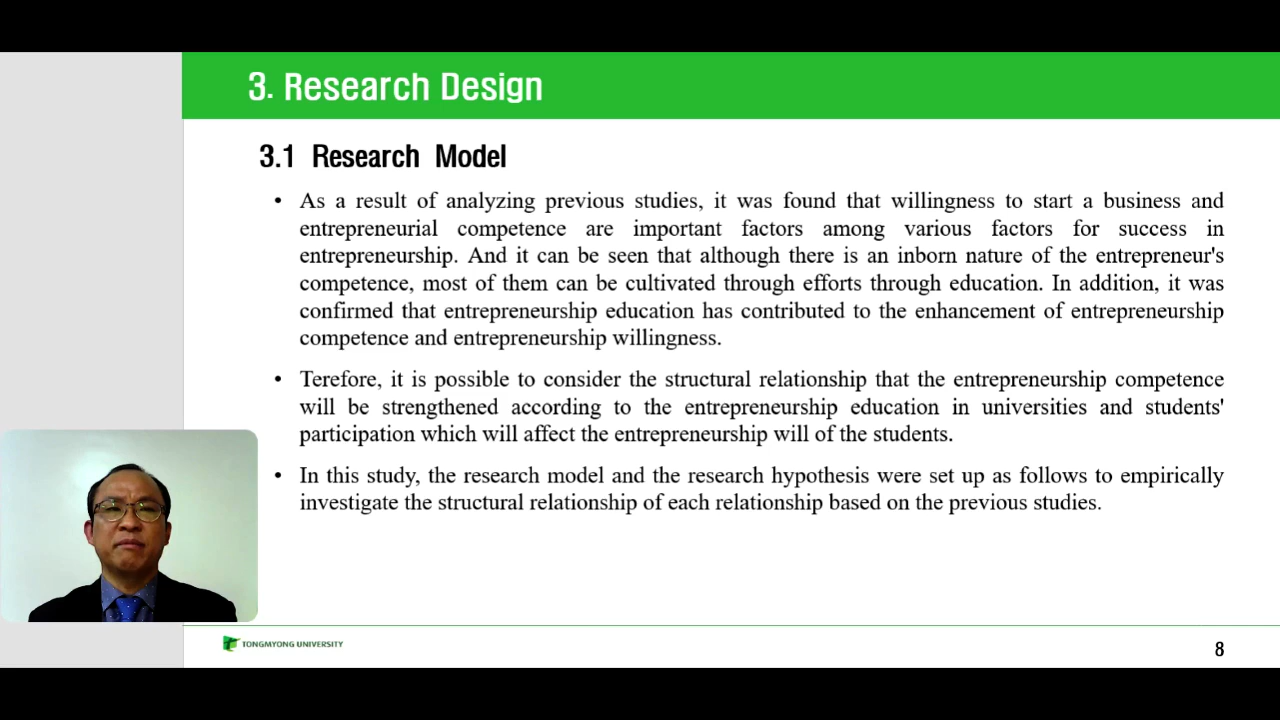 3. Research Design
3.1 Research Model
• As a result of analyzing previous studies, it was found that willingness to start a business and
entrepreneurial competence are important factors among various factors for success in
entrepreneurship. And it can be seen that although there is an inborn nature of the entrepreneur's
competence, most of them can be cultivated through efforts through education. In addition, it was
confirmed that entrepreneurship education has contributed to the enhancement of entrepreneurship
competence and entrepreneurship willingness.
• Terefore, it is possible to consider the structural relationship that the entrepreneurship competence
will be strengthened according to the entrepreneurship education in universities and students'
participation which will affect the entrepreneurship will of the students.
• In this study, the research model and the research hypothesis were set up as follows to empirically
investigate the structural relationship of each relationship based on the previous studies.
TONGMYONG UNIVERSITY
8